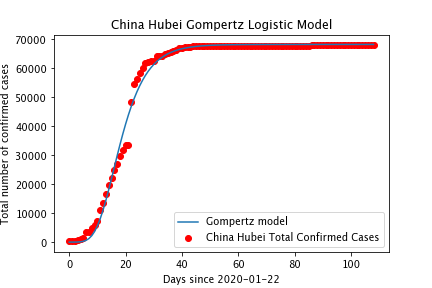 China Hubei Gompertz Logistic Model
Total number of confirmed cases
70000
60000
50000
40000
30000
20000
10000
0
Gompertz model
China Hubei Total Confirmed Cases
0
20
40
60
80
100
Days since 2020-01-22